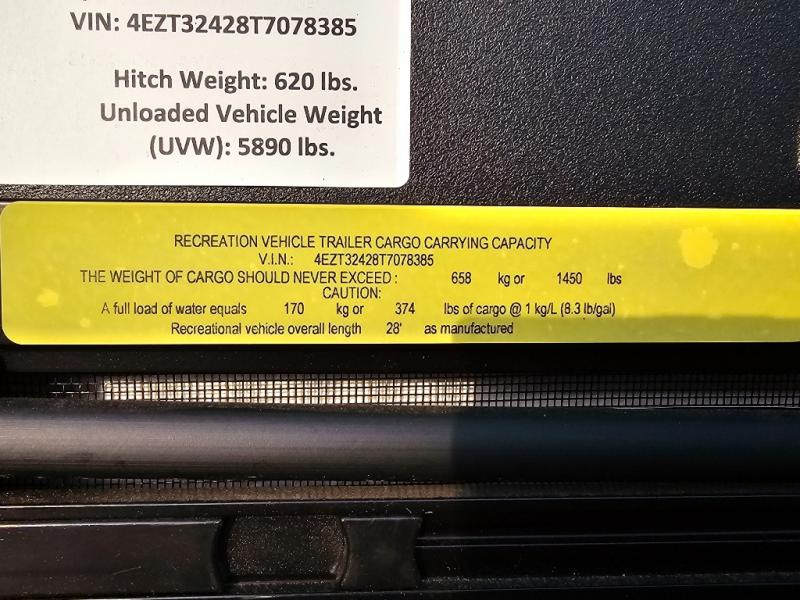 VIN: 4EZT32428T7078385
Hitch Weight: 620 lbs.
Unloaded Vehicle Weight
(UVW): 5890 lbs.
RECREATION VEHICLE TRAILER CARGO CARRYING CAPACITY
V.I.N.: 4EZT32428T7078385
THE WEIGHT OF CARGO SHOULD NEVER EXCEED : 658 kg or 1450 lbs
CAUTION:
A full load of water equals 170 kg or 374 lbs of cargo @ 1 kg/L (8.3 lb/gal)
Recreational vehicle overall length 28' as manufactured